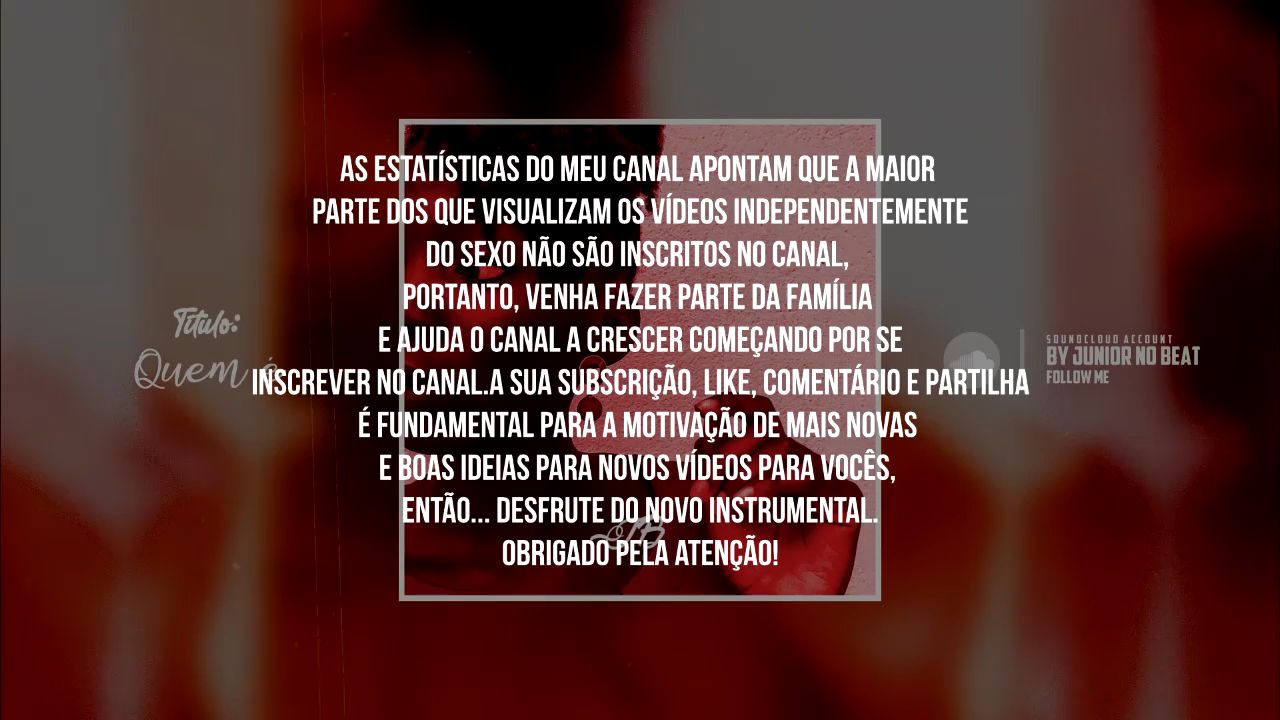 AS ESTATÍSTICAS DO MEU CANAL APONTAM QUE A MAIOR
PARTE DOS QUE VISUALIZAM OS VÍDEOS INDEPENDENTEMENTE
DO SEXO NÃO SÃO INSCRITOS NO CANAL,
PORTANTO, VENHA FAZER PARTE DA FAMÍLIA
E AJUDA O CANAL A CRESCER COMEÇANDO POR SE
INSCREVER NO CANAL.A SUA SUBSCRIÇÃO, LIKE, COMENTÁRIO E PARTILHA
É FUNDAMENTAL PARA A MOTIVAÇÃO DE MAIS NOVAS
E BOAS IDEIAS PARA NOVOS VÍDEOS PARA VOCÊS,
ENTÃO... DESFRUTE DO NOVO INSTRUMENTAL.
OBRIGADO PELA ATENÇÃO!
Título:
Quem é
SOUNDCLOUD ACCOUNT
BY JUNIOR NO BEAT
FOLLOW ME